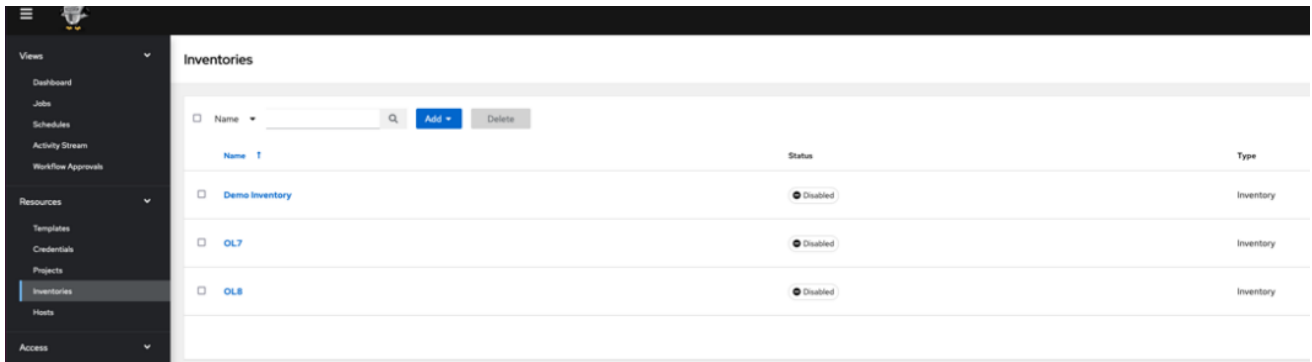 Views
Dashboard
Jobs
Schedules
Activity Stream
Workflow Approvals
Resources
Templates
Credentials
Projects
Inventories
Hosts
Access
Inventories
Name Add Delete
Name Status Type
Demo Inventory Disabled Inventory
OL7 Disabled Inventory
OL8 Disabled Inventory